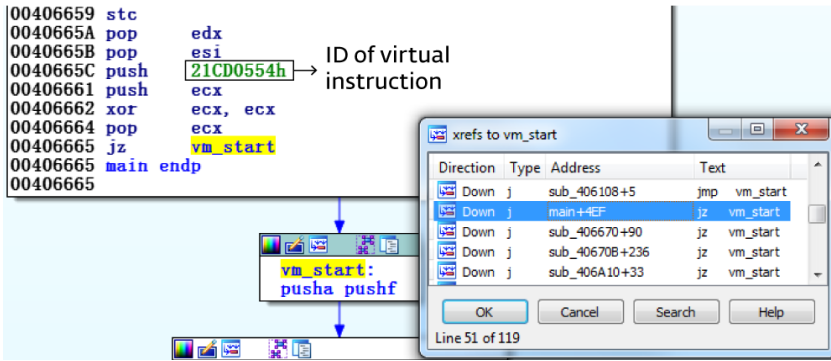 00406659 stc
0040665A pop edx
0040665B pop esi
0040665C push 21CD0554h
ID of virtual
instruction
00406661 push ecx
00406662 xor ecx, ecx
00406664 pop ecx
00406665 jz vm_start
00406665 main endp
00406665
vm_start:
pusha pushf
xrefs to vm_start
Direction Type Address Text
Down j sub_406108+5 jmp vm_start
Down j main+4EF jz vm_start
Down j sub_406670+90 jz vm_start
Down j sub_40670B+236 jz vm_start
Down j sub_406A10+33 jz vm_start
OK Cancel Search Help
Line 51 of 119